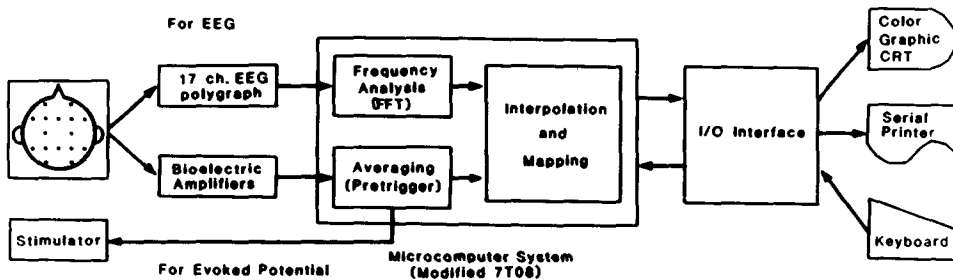 For EEG
17 ch. EEG
polygraph
Bioelectric
Amplifiers
Stimulator
For Evoked Potential
Frequency
Analysis
(FFT)
Averaging
(Pretrigger)
Interpolation
and
Mapping
Microcomputer System
(Modified 7T08)
I/O Interface
Color
Graphic
CRT
Serial
Printer
Keyboard